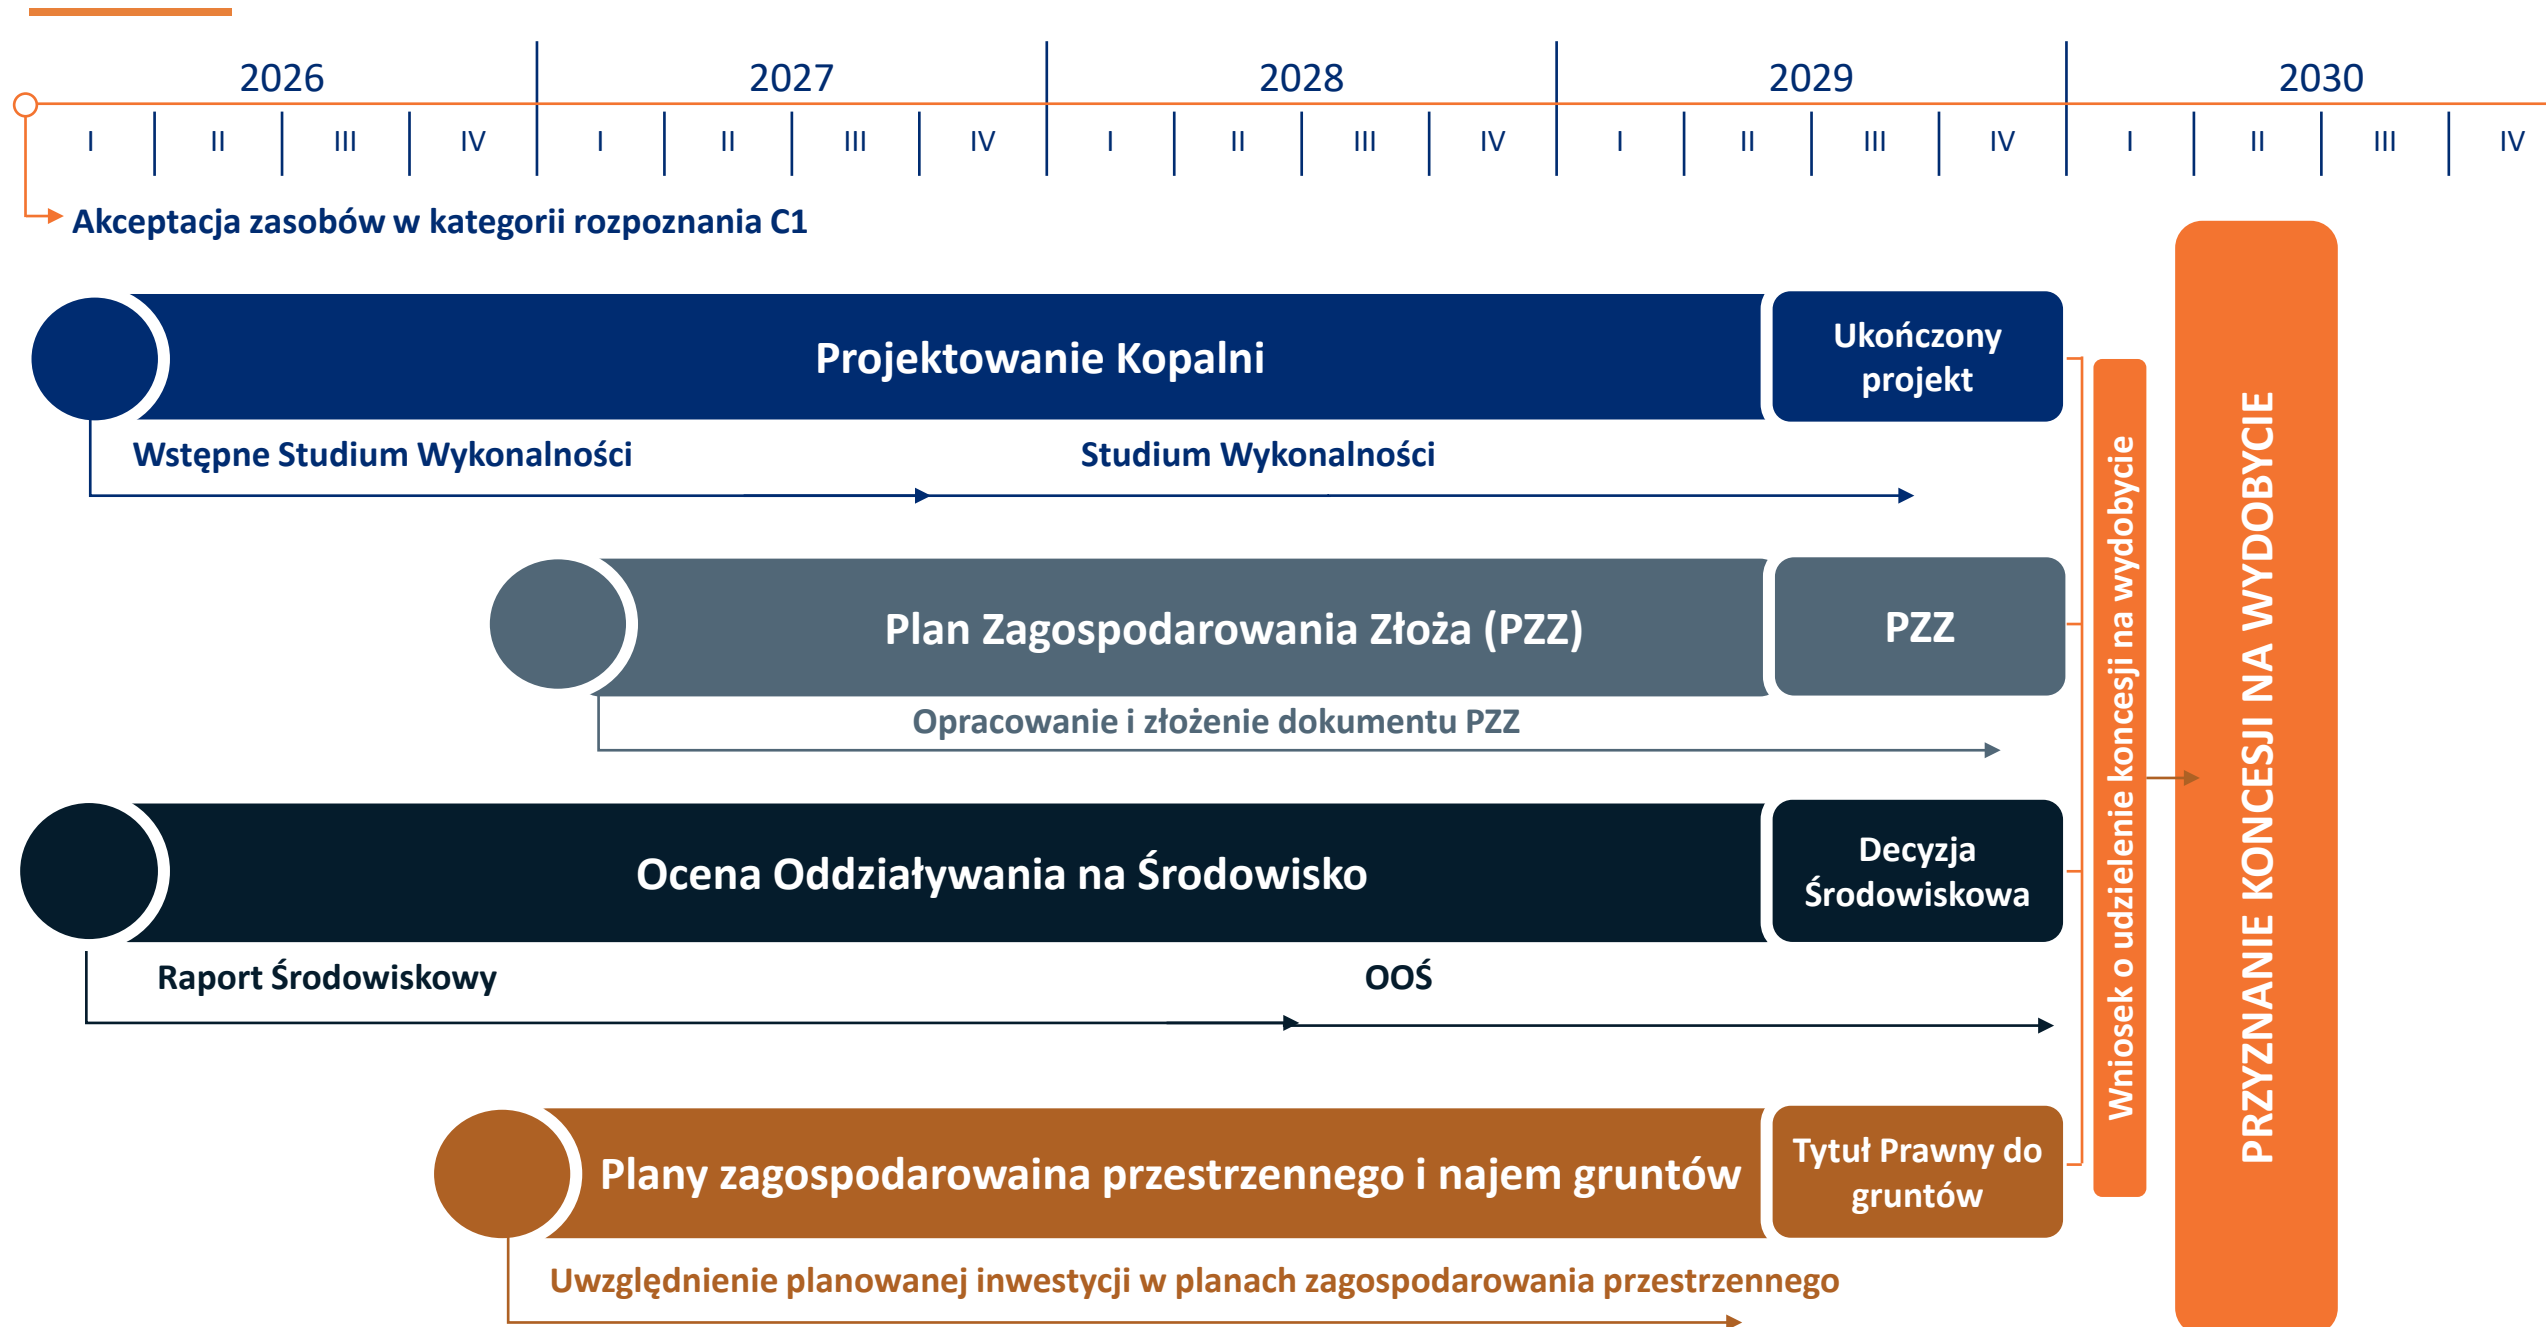 2026 2027 2028 2029 2030
I II III IV I II III IV I II III IV I II III IV I II III IV
Akceptacja zasobów w kategorii rozpoznania C1
Projektowanie Kopalni
Ukończony
projekt
Wstępne Studium Wykonalności
Studium Wykonalności
Plan Zagospodarowania Złoża (PZZ)
PZZ
Opracowanie i złożenie dokumentu PZZ
Ocena Oddziaływania na Środowisko
Decyzja
Środowiskowa
Raport Środowiskowy
OOŚ
Plany zagospodarowaina przestrzennego i najem gruntów
Tytuł Prawny do
gruntów
Uwzględnienie planowanej inwestycji w planach zagospodarowania przestrzennego
Wniosek o udzielenie koncesji na wydobycie
PRZYZNANIE KONCESJI NA WYDOBYCIE